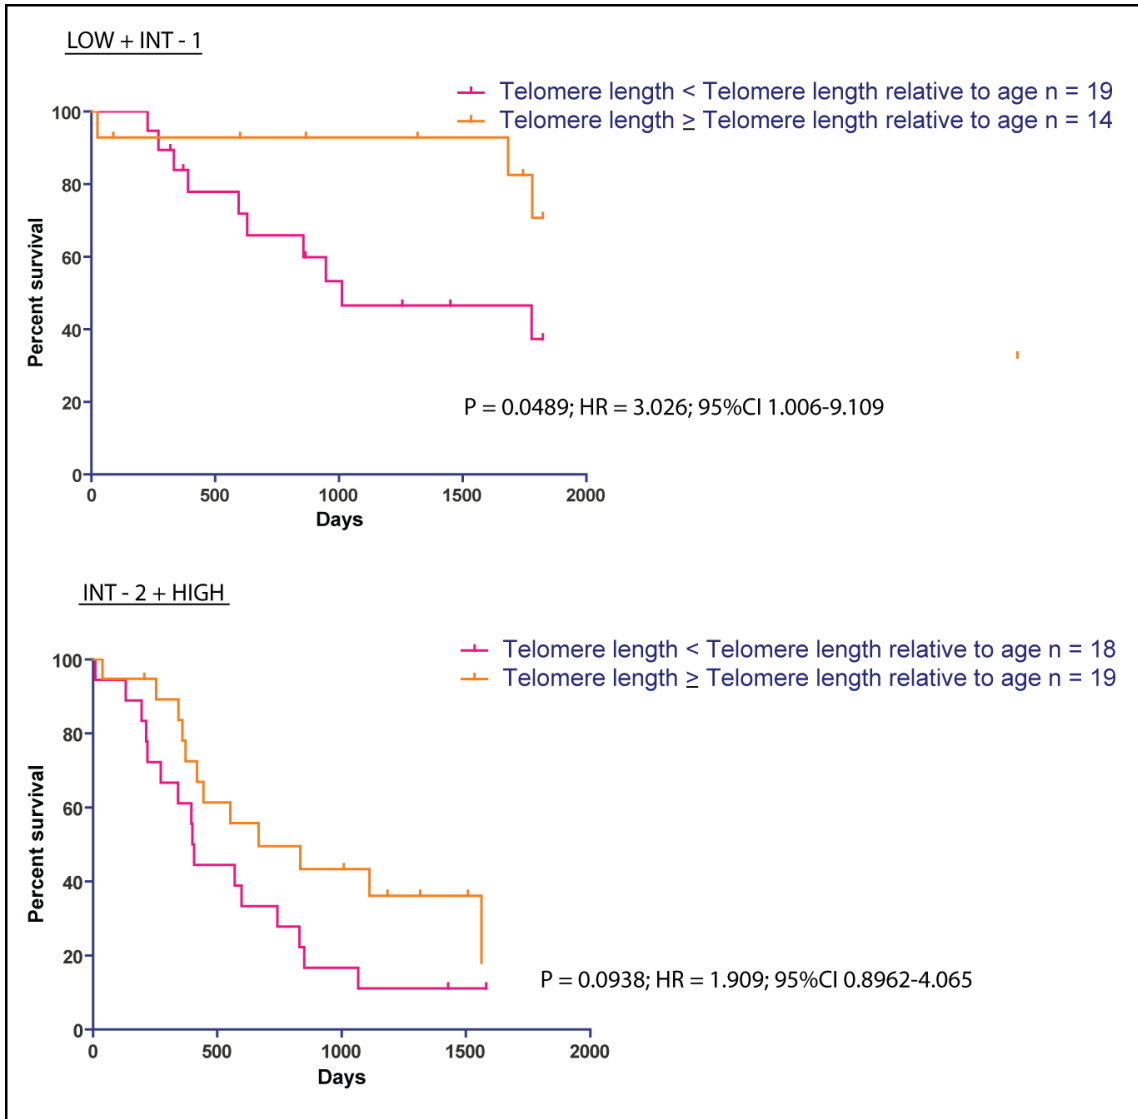 LOW + INT - 1
Telomere length < Telomere length relative to age n = 19
Telomere length ≥ Telomere length relative to age n = 14
100
80
60
40
20
0
Percent survival
0 500 1000 1500 2000
Days
P = 0.0489; HR = 3.026; 95%CI 1.006-9.109
INT - 2 + HIGH
Telomere length < Telomere length relative to age n = 18
Telomere length ≥ Telomere length relative to age n = 19
100
80
60
40
20
0
Percent survival
0 500 1000 1500 2000
Days
P = 0.0938; HR = 1.909; 95%CI 0.8962-4.065